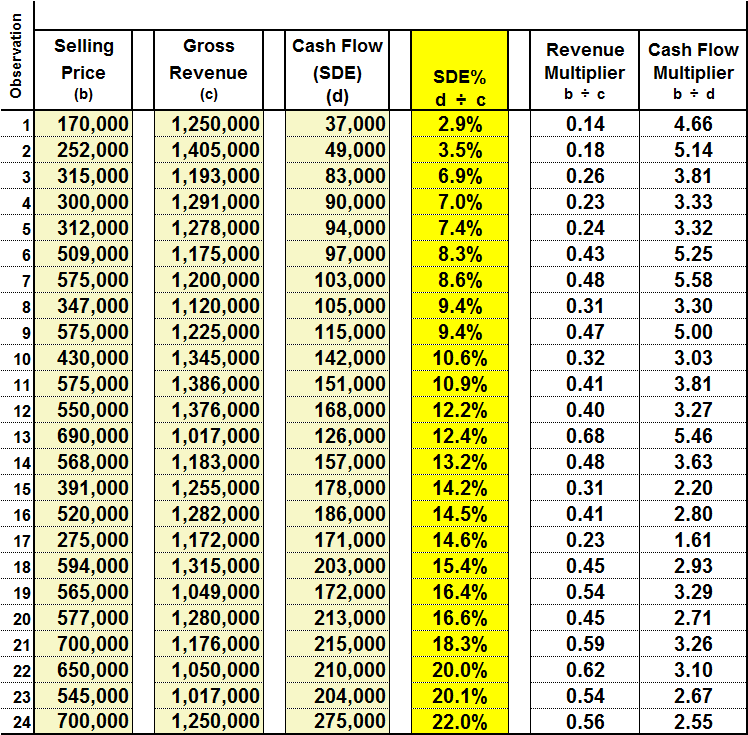 Observation
Selling Gross Cash Flow Revenue Cash Flow
Price Revenue (SDE) SDE% Multiplier Multiplier
(b) (c) (d) d ÷ c b ÷ c b ÷ d
1 170,000 1,250,000 37,000 2.9% 0.14 4.66
2 252,000 1,405,000 49,000 3.5% 0.18 5.14
3 315,000 1,193,000 83,000 6.9% 0.26 3.81
4 300,000 1,291,000 90,000 7.0% 0.23 3.33
5 312,000 1,278,000 94,000 7.4% 0.24 3.32
6 509,000 1,175,000 97,000 8.3% 0.43 5.25
7 575,000 1,200,000 103,000 8.6% 0.48 5.58
8 347,000 1,120,000 105,000 9.4% 0.31 3.30
9 575,000 1,225,000 115,000 9.4% 0.47 5.00
10 430,000 1,345,000 142,000 10.6% 0.32 3.03
11 575,000 1,386,000 151,000 10.9% 0.41 3.81
12 550,000 1,376,000 168,000 12.2% 0.40 3.27
13 690,000 1,017,000 126,000 12.4% 0.68 5.46
14 568,000 1,183,000 157,000 13.2% 0.48 3.63
15 391,000 1,255,000 178,000 14.2% 0.31 2.20
16 520,000 1,282,000 186,000 14.5% 0.41 2.80
17 275,000 1,172,000 171,000 14.6% 0.23 1.61
18 594,000 1,315,000 203,000 15.4% 0.45 2.93
19 565,000 1,049,000 172,000 16.4% 0.54 3.29
20 577,000 1,280,000 213,000 16.6% 0.45 2.71
21 700,000 1,176,000 215,000 18.3% 0.59 3.26
22 650,000 1,050,000 210,000 20.0% 0.62 3.10
23 545,000 1,017,000 204,000 20.1% 0.54 2.67
24 700,000 1,250,000 275,000 22.0% 0.56 2.55